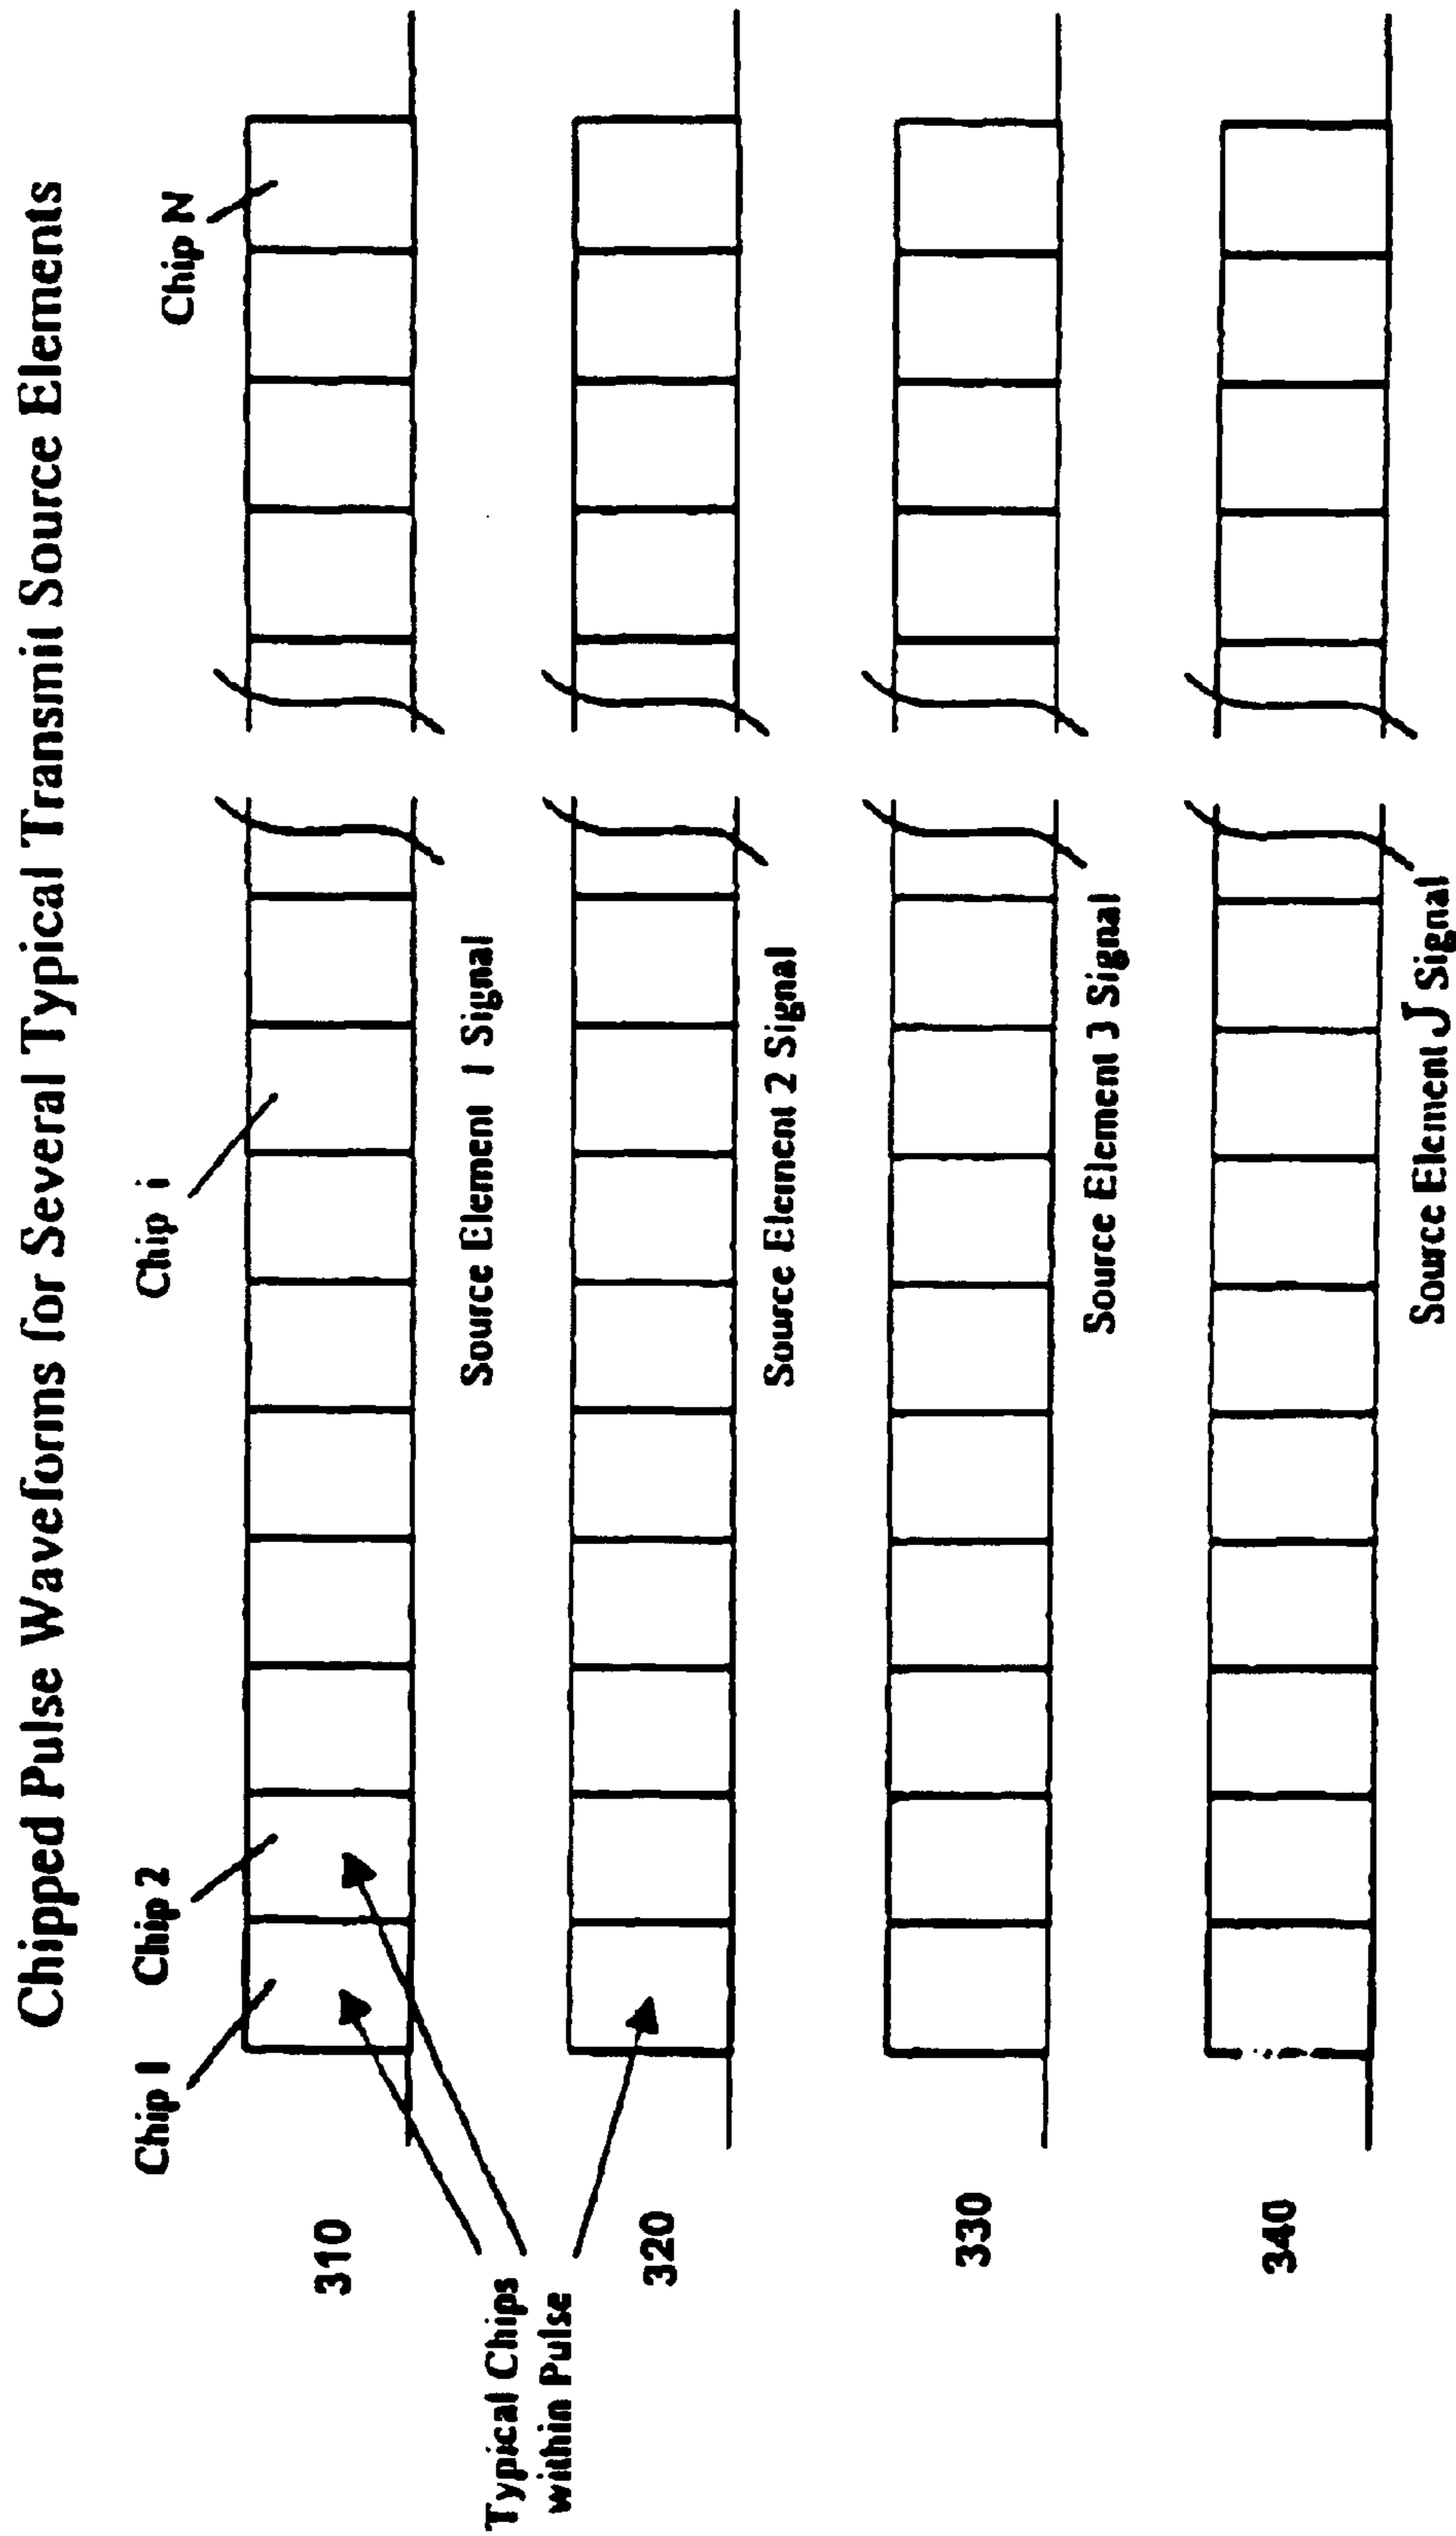 Chipped Pulse Waveforms for Several Typical Transmit Source Elements
Chip 1
Chip 2
Chip i
Chip N
310
Source Element 1 Signal
Typical Chips
within Pulse
320
Source Element 2 Signal
330
Source Element 3 Signal
340
Source Element J Signal